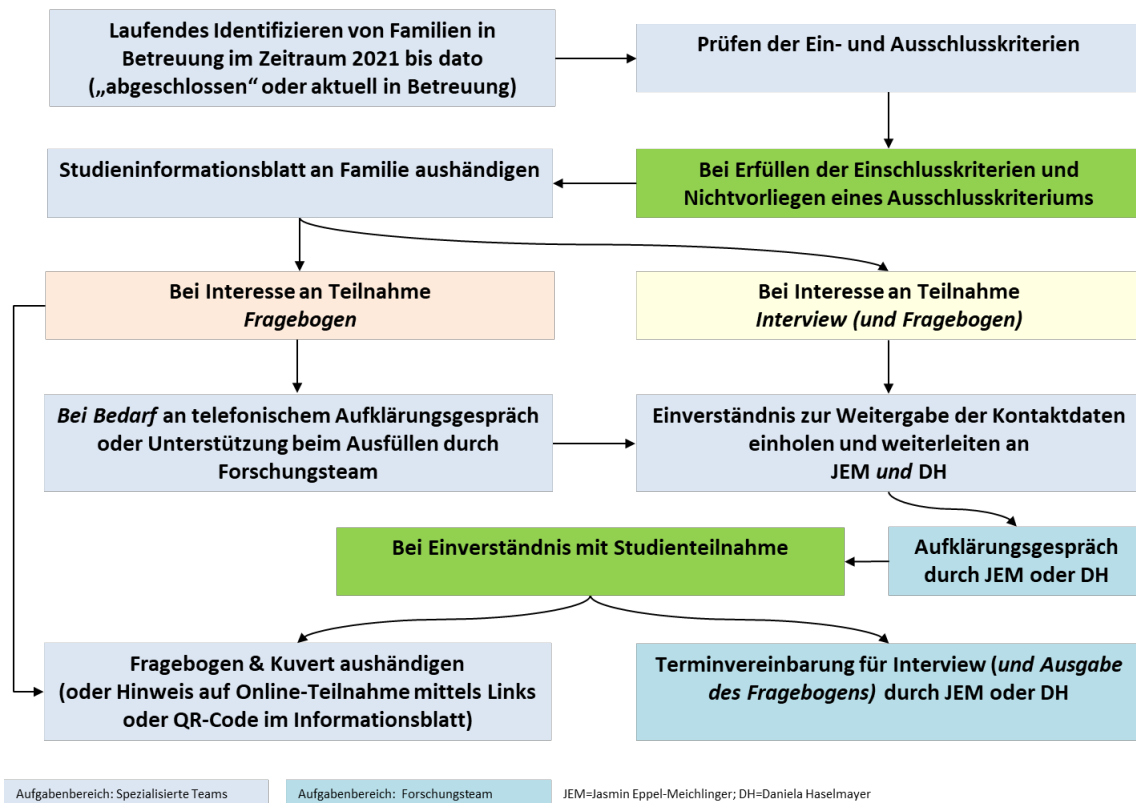 Laufendes Identifizieren von Familien in
Betreuung im Zeitraum 2021 bis dato
(„abgeschlossen“ oder aktuell in Betreuung)
Prüfen der Ein- und Ausschlusskriterien
Studieninformationsblatt an Familie aushändigen
Bei Erfüllen der Einschlusskriterien und
Nichtvorliegen eines Ausschlusskriteriums
Bei Interesse an Teilnahme
Fragebogen
Bei Interesse an Teilnahme
Interview (und Fragebogen)
Bei Bedarf an telefonischem Aufklärungsgespräch
oder Unterstützung beim Ausfüllen durch
Forschungsteam
Einverständnis zur Weitergabe der Kontaktdaten
einholen und weiterleiten an
JEM und DH
Bei Einverständnis mit Studienteilnahme
Aufklärungsgespräch
durch JEM oder DH
Fragebogen & Kuvert aushändigen
(oder Hinweis auf Online-Teilnahme mittels Links
oder QR-Code im Informationsblatt)
Terminvereinbarung für Interview (und Ausgabe
des Fragebogens) durch JEM oder DH
Aufgabenbereich: Spezialisierte Teams
Aufgabenbereich: Forschungsteam
JEM=Jasmin Eppel-Meichlinger; DH=Daniela Haselmayer